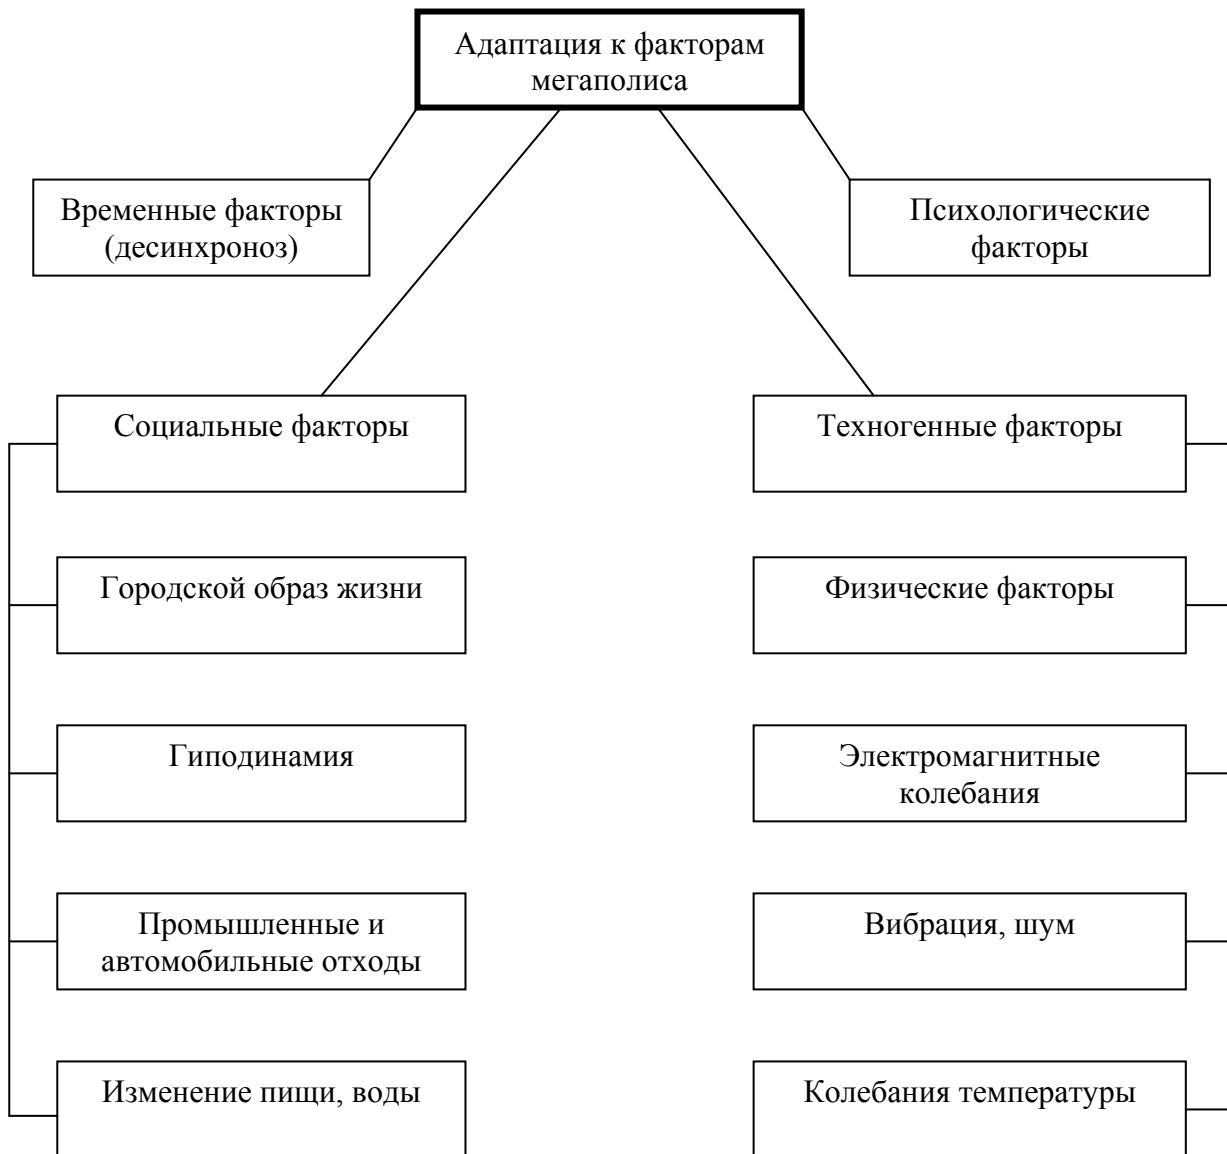 Адаптация к факторам
мегаполиса
Временные факторы
(десинхроноз)
Психологические
факторы
Социальные факторы
Техногенные факторы
Городской образ жизни
Физические факторы
Гиподинамия
Электромагнитные
колебания
Промышленные и
автомобильные отходы
Вибрация, шум
Изменение пищи, воды
Колебания температуры